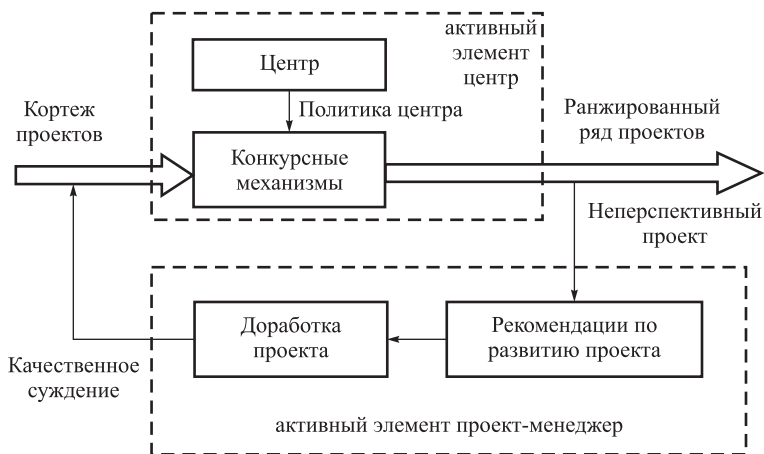 активный
элемент
центр
Центр
Политика центра
Кортеж
проектов
Конкурсные
механизмы
Ранжированный
ряд проектов
Неперспективный
проект
Рекомендации по
развитию проекта
Доработка
проекта
Качественное
суждение
активный элемент проект-менеджер